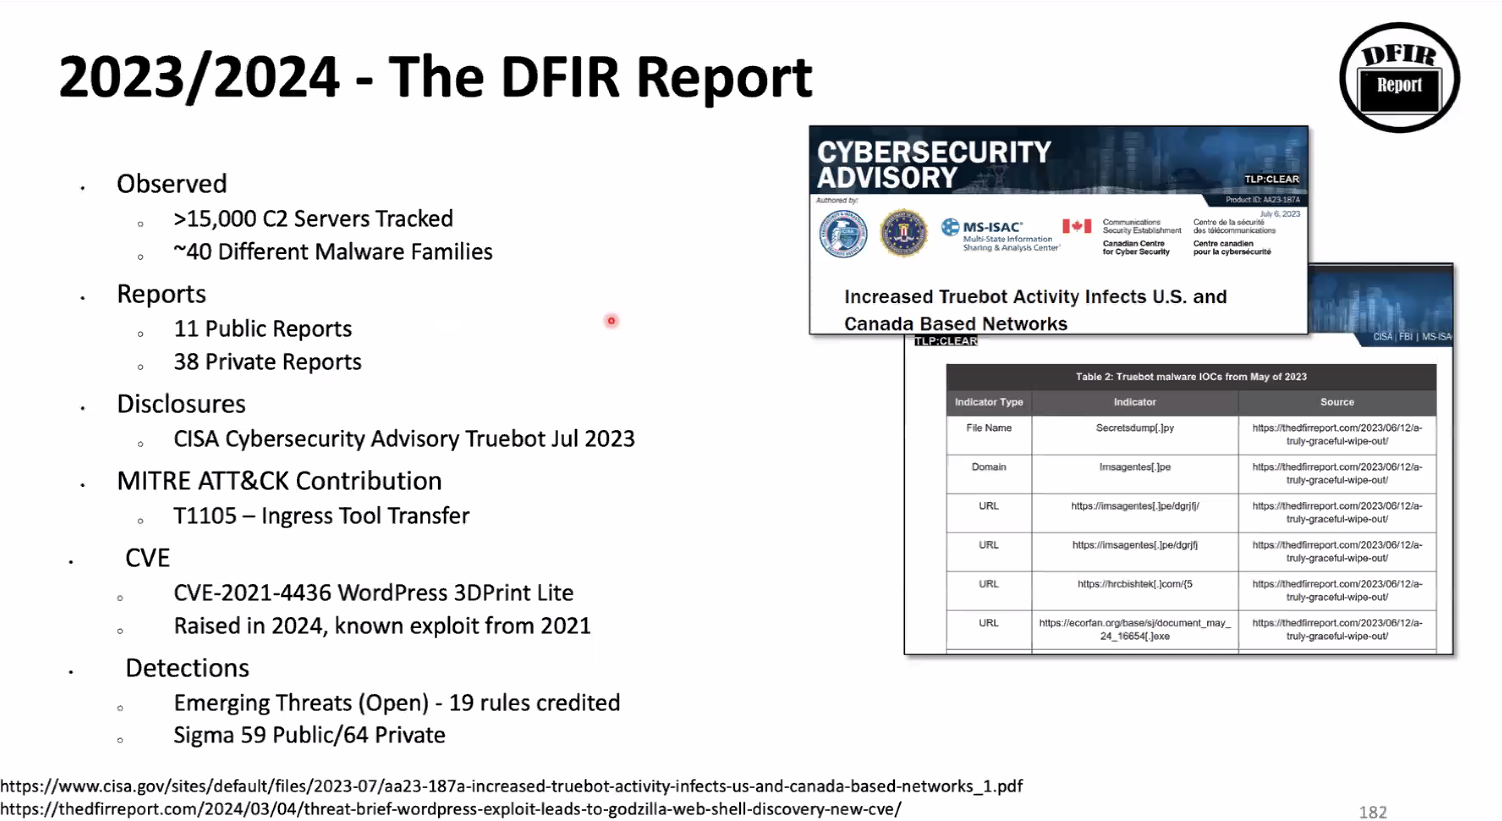 2023/2024 - The DFIR Report
DFIR
Report
Observed
>15,000 C2 Servers Tracked
~40 Different Malware Families
Reports
11 Public Reports
38 Private Reports
Disclosures
CISA Cybersecurity Advisory Truebot Jul 2023
MITRE ATT&CK Contribution
T1105 – Ingress Tool Transfer
CVE
CVE-2021-4436 WordPress 3DPrint Lite
Raised in 2024, known exploit from 2021
Detections
Emerging Threats (Open) - 19 rules credited
Sigma 59 Public/64 Private
CYBERSECURITY
ADVISORY
TLP:CLEAR
Authored by:
Product ID: AA23-187A
July 6, 2023
MS-ISAC
Multi-State Information
Sharing & Analysis Center
Communications
Security Establishment
Canadian Centre
for Cyber Security
Centre de la sécurité
des télécommunications
Centre canadien
pour la cybersécurité
Increased Truebot Activity Infects U.S. and
Canada Based Networks
TLP:CLEAR
CISA | FBI | MS-ISA
Table 2: Truebot malware IOCs from May of 2023
Indicator Type Indicator Source
File Name Secretsdump[.]py https://thedfirreport.com/2023/06/12/a-
truly-graceful-wipe-out/
Domain Imsagentes[.]pe https://thedfirreport.com/2023/06/12/a-
truly-graceful-wipe-out/
URL https://imsagentes[.]pe/dgrjfj/ https://thedfirreport.com/2023/06/12/a-
truly-graceful-wipe-out/
URL https://imsagentes[.]pe/dgrjfj https://thedfirreport.com/2023/06/12/a-
truly-graceful-wipe-out/
URL https://hrcbishtek[.]com/{5 https://thedfirreport.com/2023/06/12/a-
truly-graceful-wipe-out/
URL https://ecorfan.org/base/sj/document_may_
24_16654[.]exe https://thedfirreport.com/2023/06/12/a-
truly-graceful-wipe-out/
https://www.cisa.gov/sites/default/files/2023-07/aa23-187a-increased-truebot-activity-infects-us-and-canada-based-networks_1.pdf
https://thedfirreport.com/2024/03/04/threat-brief-wordpress-exploit-leads-to-godzilla-web-shell-discovery-new-cve/
182